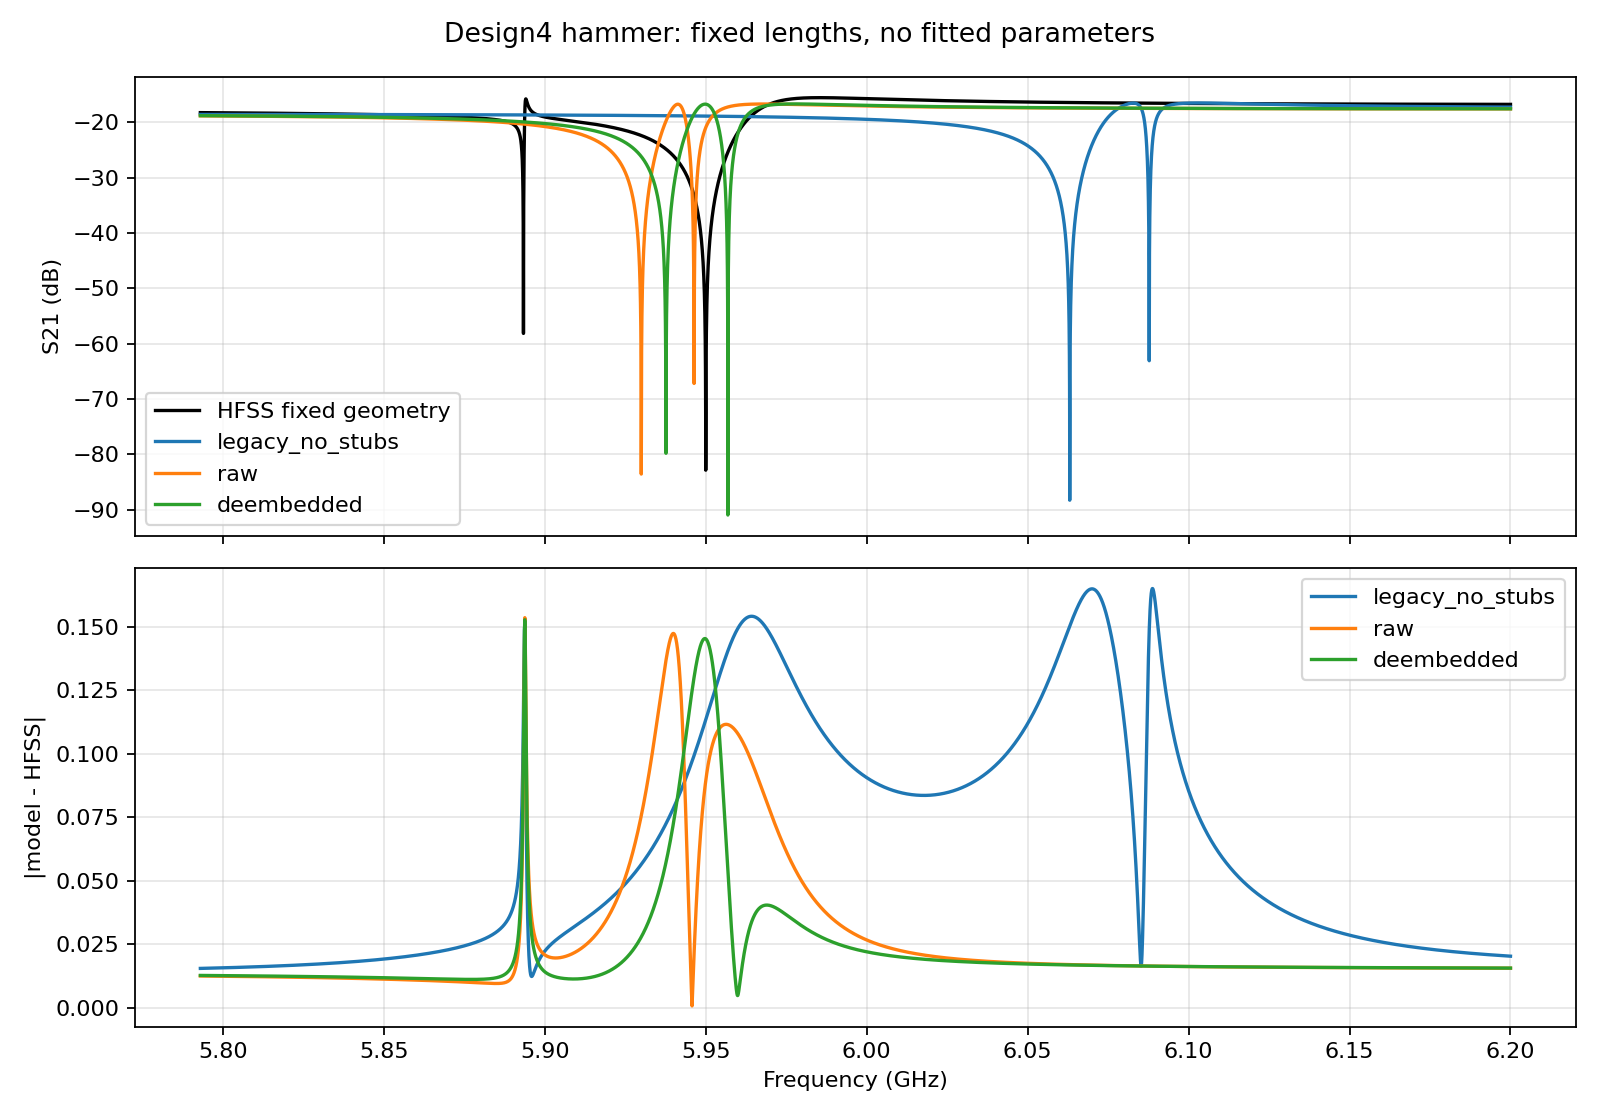 Design4 hammer: fixed lengths, no fitted parameters
S21 (dB)
−20
−30
−40
−50
−60
−70
−80
−90
HFSS fixed geometry
legacy_no_stubs
raw
deembedded
|model - HFSS|
0.150
0.125
0.100
0.075
0.050
0.025
0.000
legacy_no_stubs
raw
deembedded
5.80 5.85 5.90 5.95 6.00 6.05 6.10 6.15 6.20
Frequency (GHz)